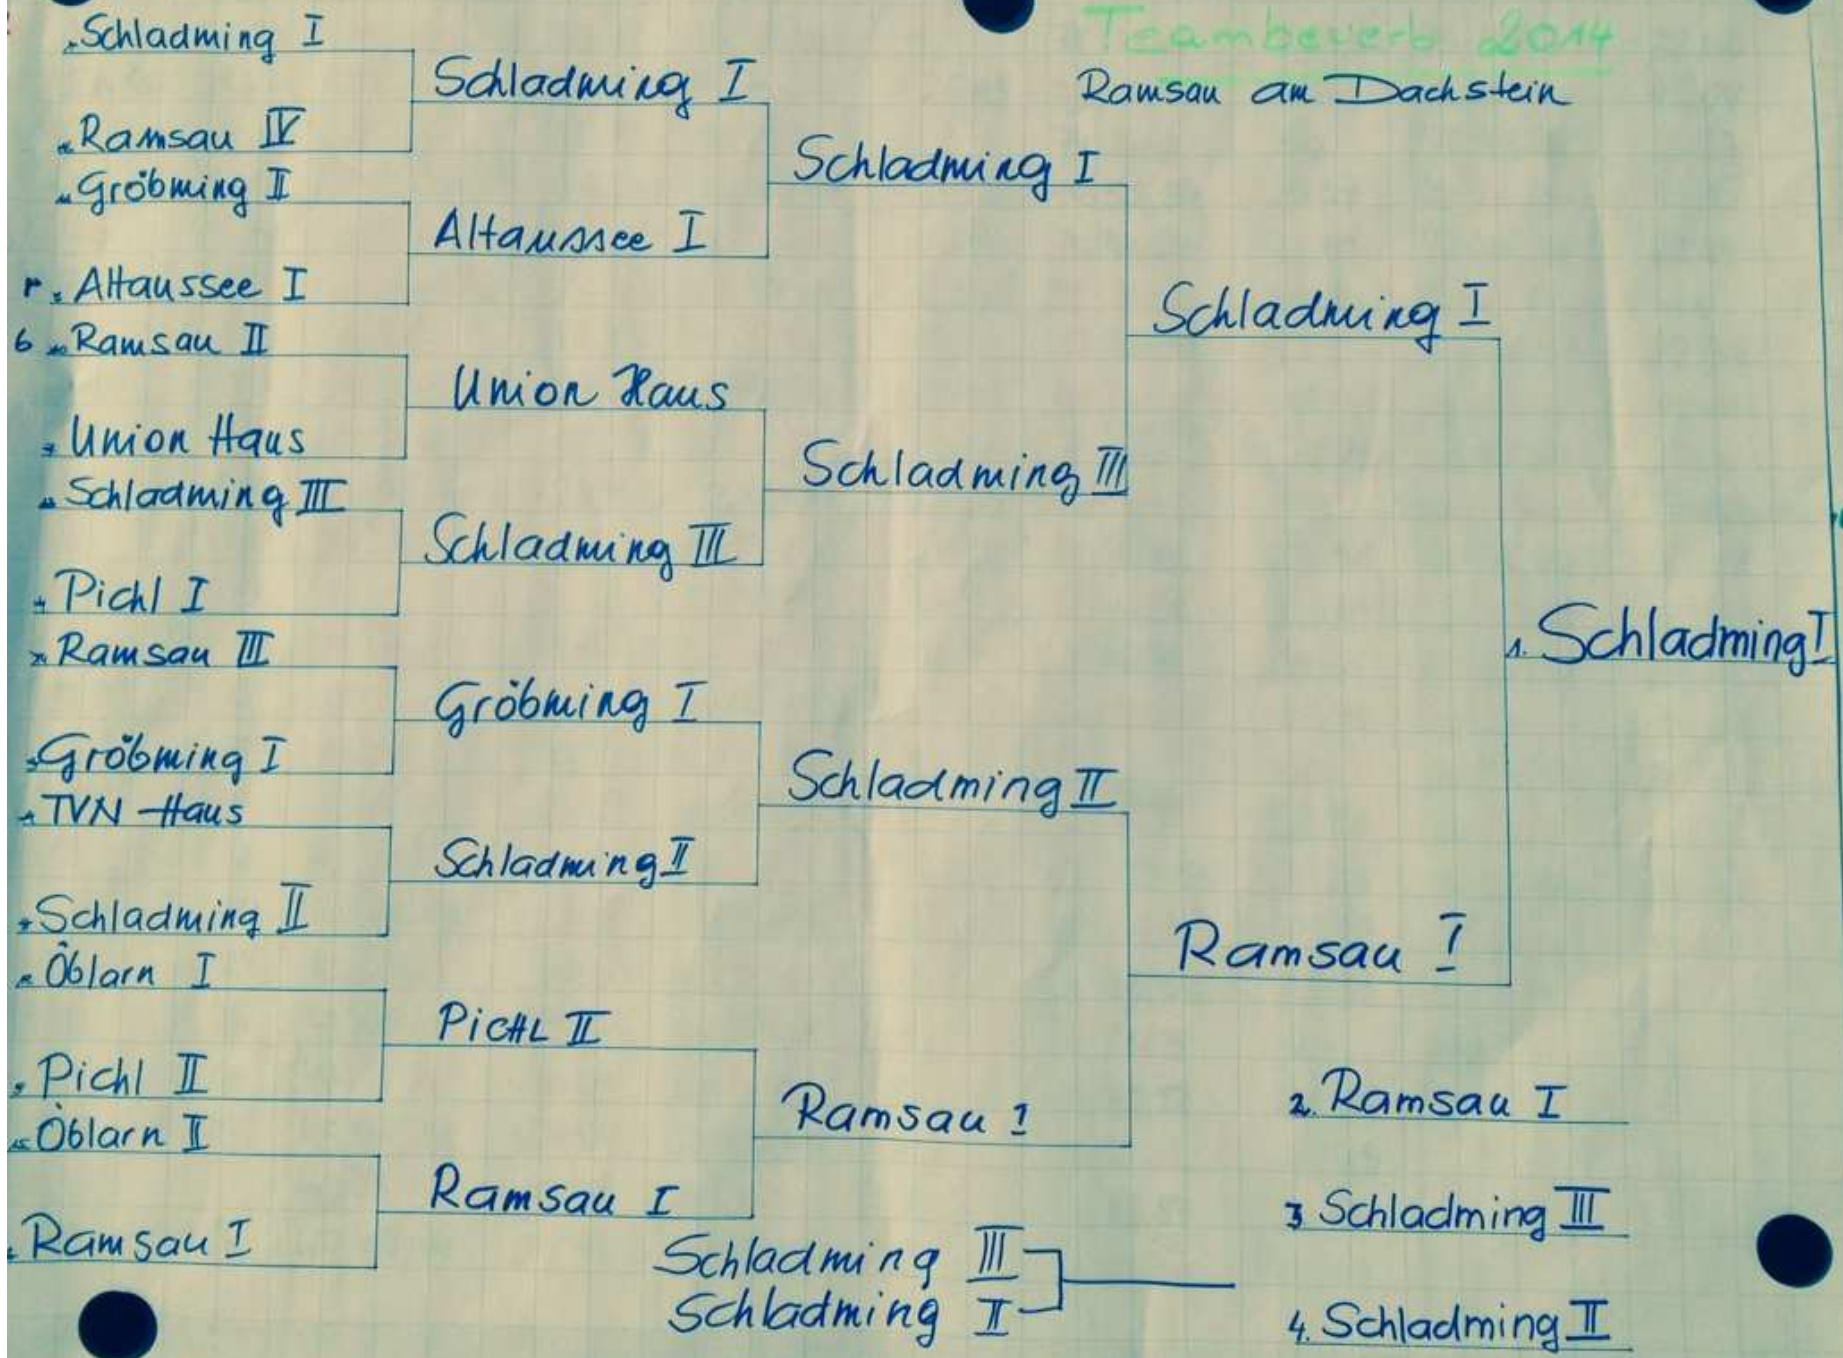 Teambewerb 2014
Ramsau am Dachstein
Schladming I
Ramsau IV
Gröbming II
Altaussee I
Ramsau II
Union Haus
Schladming III
Pichl I
Ramsau III
Gröbming I
TVN Haus
Schladming II
Öblarn I
Pichl II
Öblarn II
Ramsau I
Schladming I
Altaussee I
Union Haus
Schladming III
Gröbming I
Schladming II
PicHL II
Ramsau I
Schladming I
Schladming III
Schladming II
Ramsau I
Schladming I
Ramsau I
1. Schladming I
Schladming III
Schladming II
2. Ramsau I
3 Schladming III
4. Schladming II